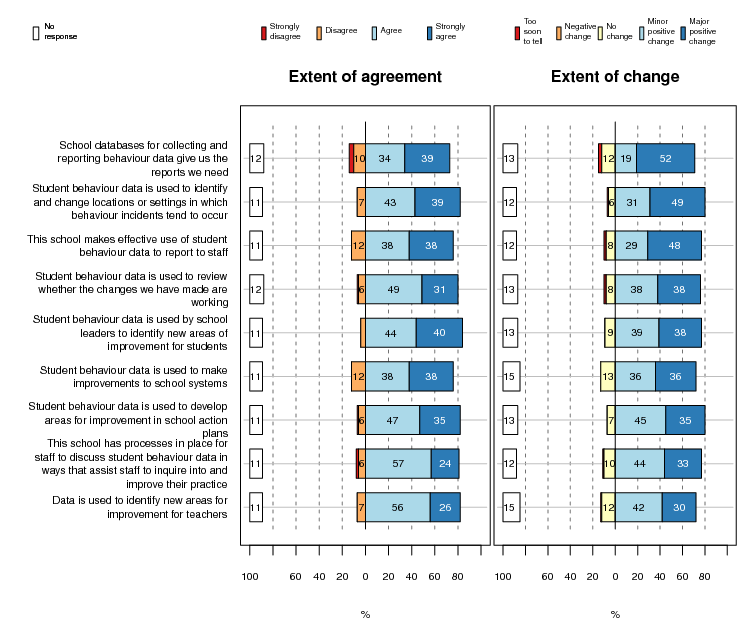 No
response
Strongly
disagree
Disagree
Agree
Strongly
agree
Too
soon
to tell
Negative
change
No
change
Minor
positive
change
Major
positive
change
Extent of agreement
Extent of change
School databases for collecting and
reporting behaviour data give us the
reports we need
12 10 34 39 13 12 19 52
Student behaviour data is used to identify
and change locations or settings in which
behaviour incidents tend to occur
11 7 43 39 12 6 31 49
This school makes effective use of student
behaviour data to report to staff
11 12 38 38 12 8 29 48
Student behaviour data is used to review
whether the changes we have made are
working
12 6 49 31 13 8 38 38
Student behaviour data is used by school
leaders to identify new areas of
improvement for students
11 44 40 13 9 39 38
Student behaviour data is used to make
improvements to school systems
11 12 38 38 15 13 36 36
Student behaviour data is used to develop
areas for improvement in school action
plans
11 6 47 35 13 7 45 35
This school has processes in place for
staff to discuss student behaviour data in
ways that assist staff to inquire into and
improve their practice
11 6 57 24 12 10 44 33
Data is used to identify new areas for
improvement for teachers
11 7 56 26 15 12 42 30
100 60 40 20 0 20 40 60 80 100 60 40 20 0 20 40 60 80
% %